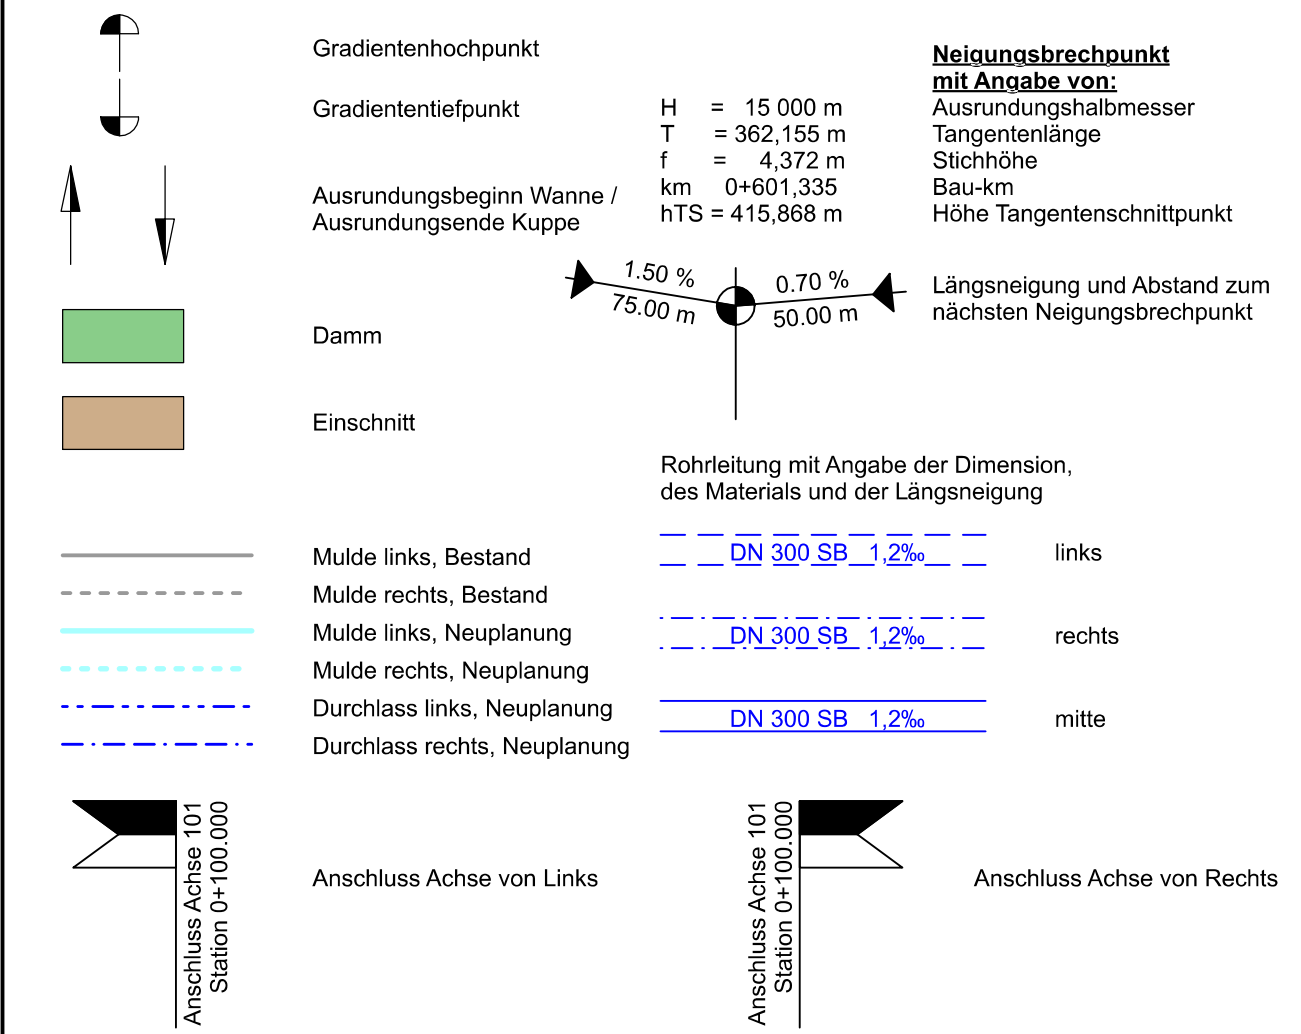 Gradientenhochpunkt
Gradiententiefpunkt
Ausrundungsbeginn Wanne /
Ausrundungsende Kuppe
Damm
Einschnitt
Neigungsbrechpunkt
mit Angabe von:
H = 15 000 m Ausrundungshalbmesser
T = 362,155 m Tangentenlänge
f = 4,372 m Stichhöhe
km 0+601,335 Bau-km
hTS = 415,868 m Höhe Tangentenschnittpunkt
1.50 %
75.00 m
0.70 %
50.00 m
Längsneigung und Abstand zum
nächsten Neigungsbrechpunkt
Mulde links, Bestand
Mulde rechts, Bestand
Mulde links, Neuplanung
Mulde rechts, Neuplanung
Durchlass links, Neuplanung
Durchlass rechts, Neuplanung
Rohrleitung mit Angabe der Dimension,
des Materials und der Längsneigung
DN 300 SB 1,2‰ links
DN 300 SB 1,2‰ rechts
DN 300 SB 1,2‰ mitte
Anschluss Achse 101
Station 0+100.000
Anschluss Achse von Links
Anschluss Achse 101
Station 0+100.000
Anschluss Achse von Rechts